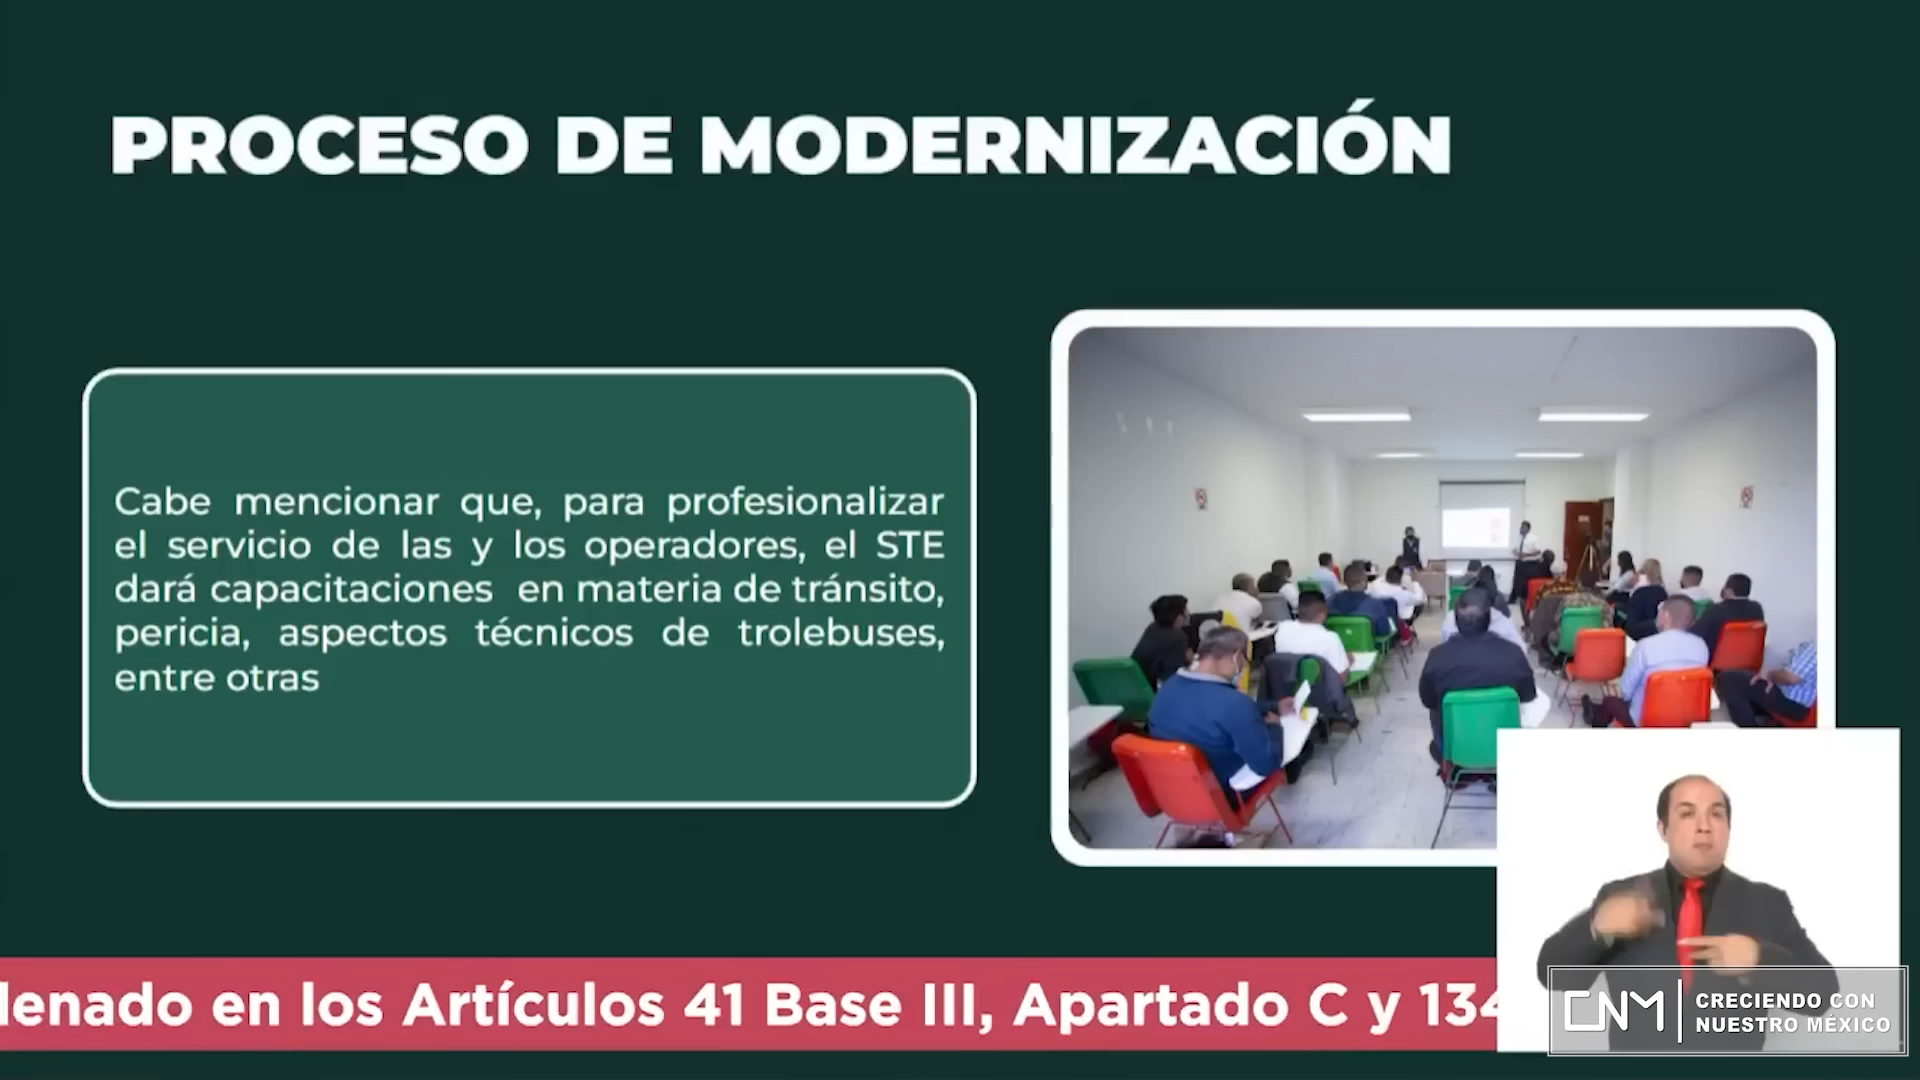 PROCESO DE MODERNIZACIÓN
Cabe mencionar que, para profesionalizar
el servicio de las y los operadores, el STE
dará capacitaciones en materia de tránsito,
pericia, aspectos técnicos de trolebuses,
entre otras
en los Artículos 41 Base III, Apartado C y 134
CNM
CRECIENDO CON
NUESTRO MÉXICO